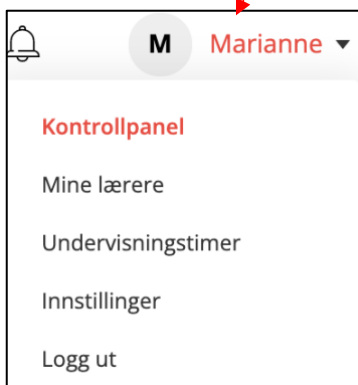 M Marianne
Kontrollpanel
Mine lærere
Undervisningstimer
Innstillinger
Logg ut